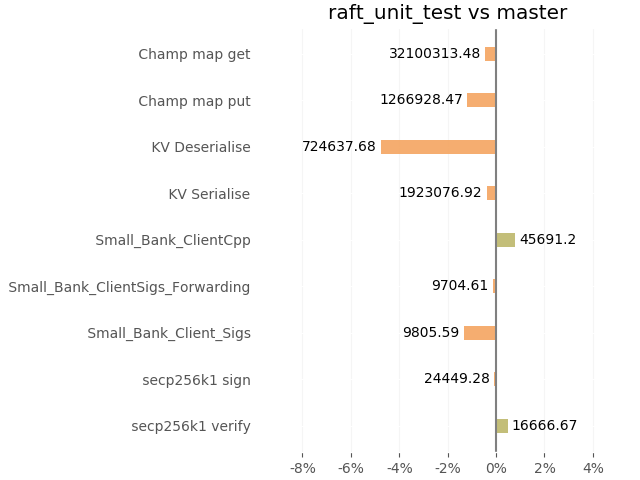 raft_unit_test vs master
Champ map get 32100313.48
Champ map put 1266928.47
KV Deserialise 724637.68
KV Serialise 1923076.92
Small_Bank_ClientCpp 45691.2
Small_Bank_ClientSigs_Forwarding 9704.61
Small_Bank_Client_Sigs 9805.59
secp256k1 sign 24449.28
secp256k1 verify 16666.67
-8% -6% -4% -2% 0% 2% 4%